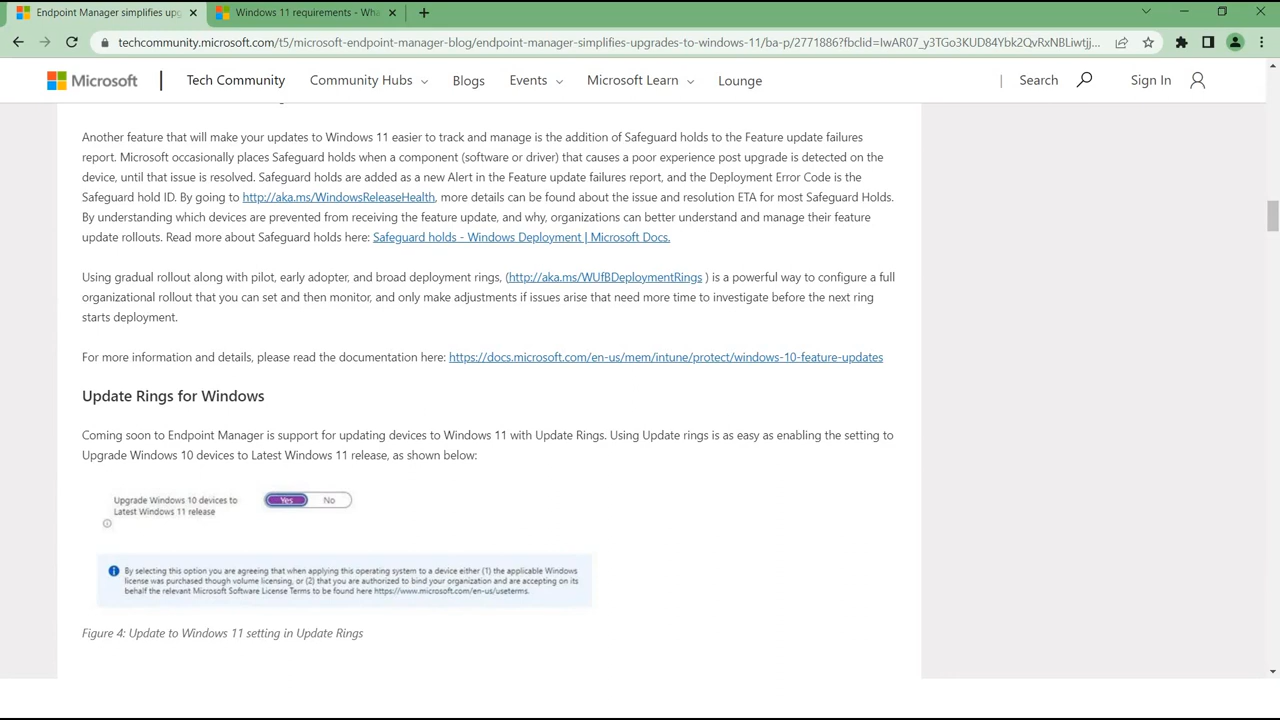 Endpoint Manager simplifies upg
Windows 11 requirements - Wha
techcommunity.microsoft.com/t5/microsoft-endpoint-manager-blog/endpoint-manager-simplifies-upgrades-to-windows-11/ba-p/2771886?fbclid=IwAR07_y3TGo3KUD84Ybk2QvRxNBLiwtjj...
Microsoft
Tech Community
Community Hubs
Blogs
Events
Microsoft Learn
Lounge
Search
Sign In
Another feature that will make your updates to Windows 11 easier to track and manage is the addition of Safeguard holds to the Feature update failures
report. Microsoft occasionally places Safeguard holds when a component (software or driver) that causes a poor experience post upgrade is detected on the
device, until that issue is resolved. Safeguard holds are added as a new Alert in the Feature update failures report, and the Deployment Error Code is the
Safeguard hold ID. By going to http://aka.ms/WindowsReleaseHealth, more details can be found about the issue and resolution ETA for most Safeguard Holds.
By understanding which devices are prevented from receiving the feature update, and why, organizations can better understand and manage their feature
update rollouts. Read more about Safeguard holds here: Safeguard holds - Windows Deployment | Microsoft Docs.
Using gradual rollout along with pilot, early adopter, and broad deployment rings, (http://aka.ms/WUfBDeploymentRings ) is a powerful way to configure a full
organizational rollout that you can set and then monitor, and only make adjustments if issues arise that need more time to investigate before the next ring
starts deployment.
For more information and details, please read the documentation here: https://docs.microsoft.com/en-us/mem/intune/protect/windows-10-feature-updates
Update Rings for Windows
Coming soon to Endpoint Manager is support for updating devices to Windows 11 with Update Rings. Using Update rings is as easy as enabling the setting to
Upgrade Windows 10 devices to Latest Windows 11 release, as shown below:
Upgrade Windows 10 devices to
Latest Windows 11 release
Yes
No
By selecting this option you are agreeing that when applying this operating system to a device either (1) the applicable Windows
license was purchased though volume licensing, or (2) that you are authorized to bind your organization and are accepting on its
behalf the relevant Microsoft Software License Terms to be found here https://www.microsoft.com/en-us/useterms.
Figure 4: Update to Windows 11 setting in Update Rings